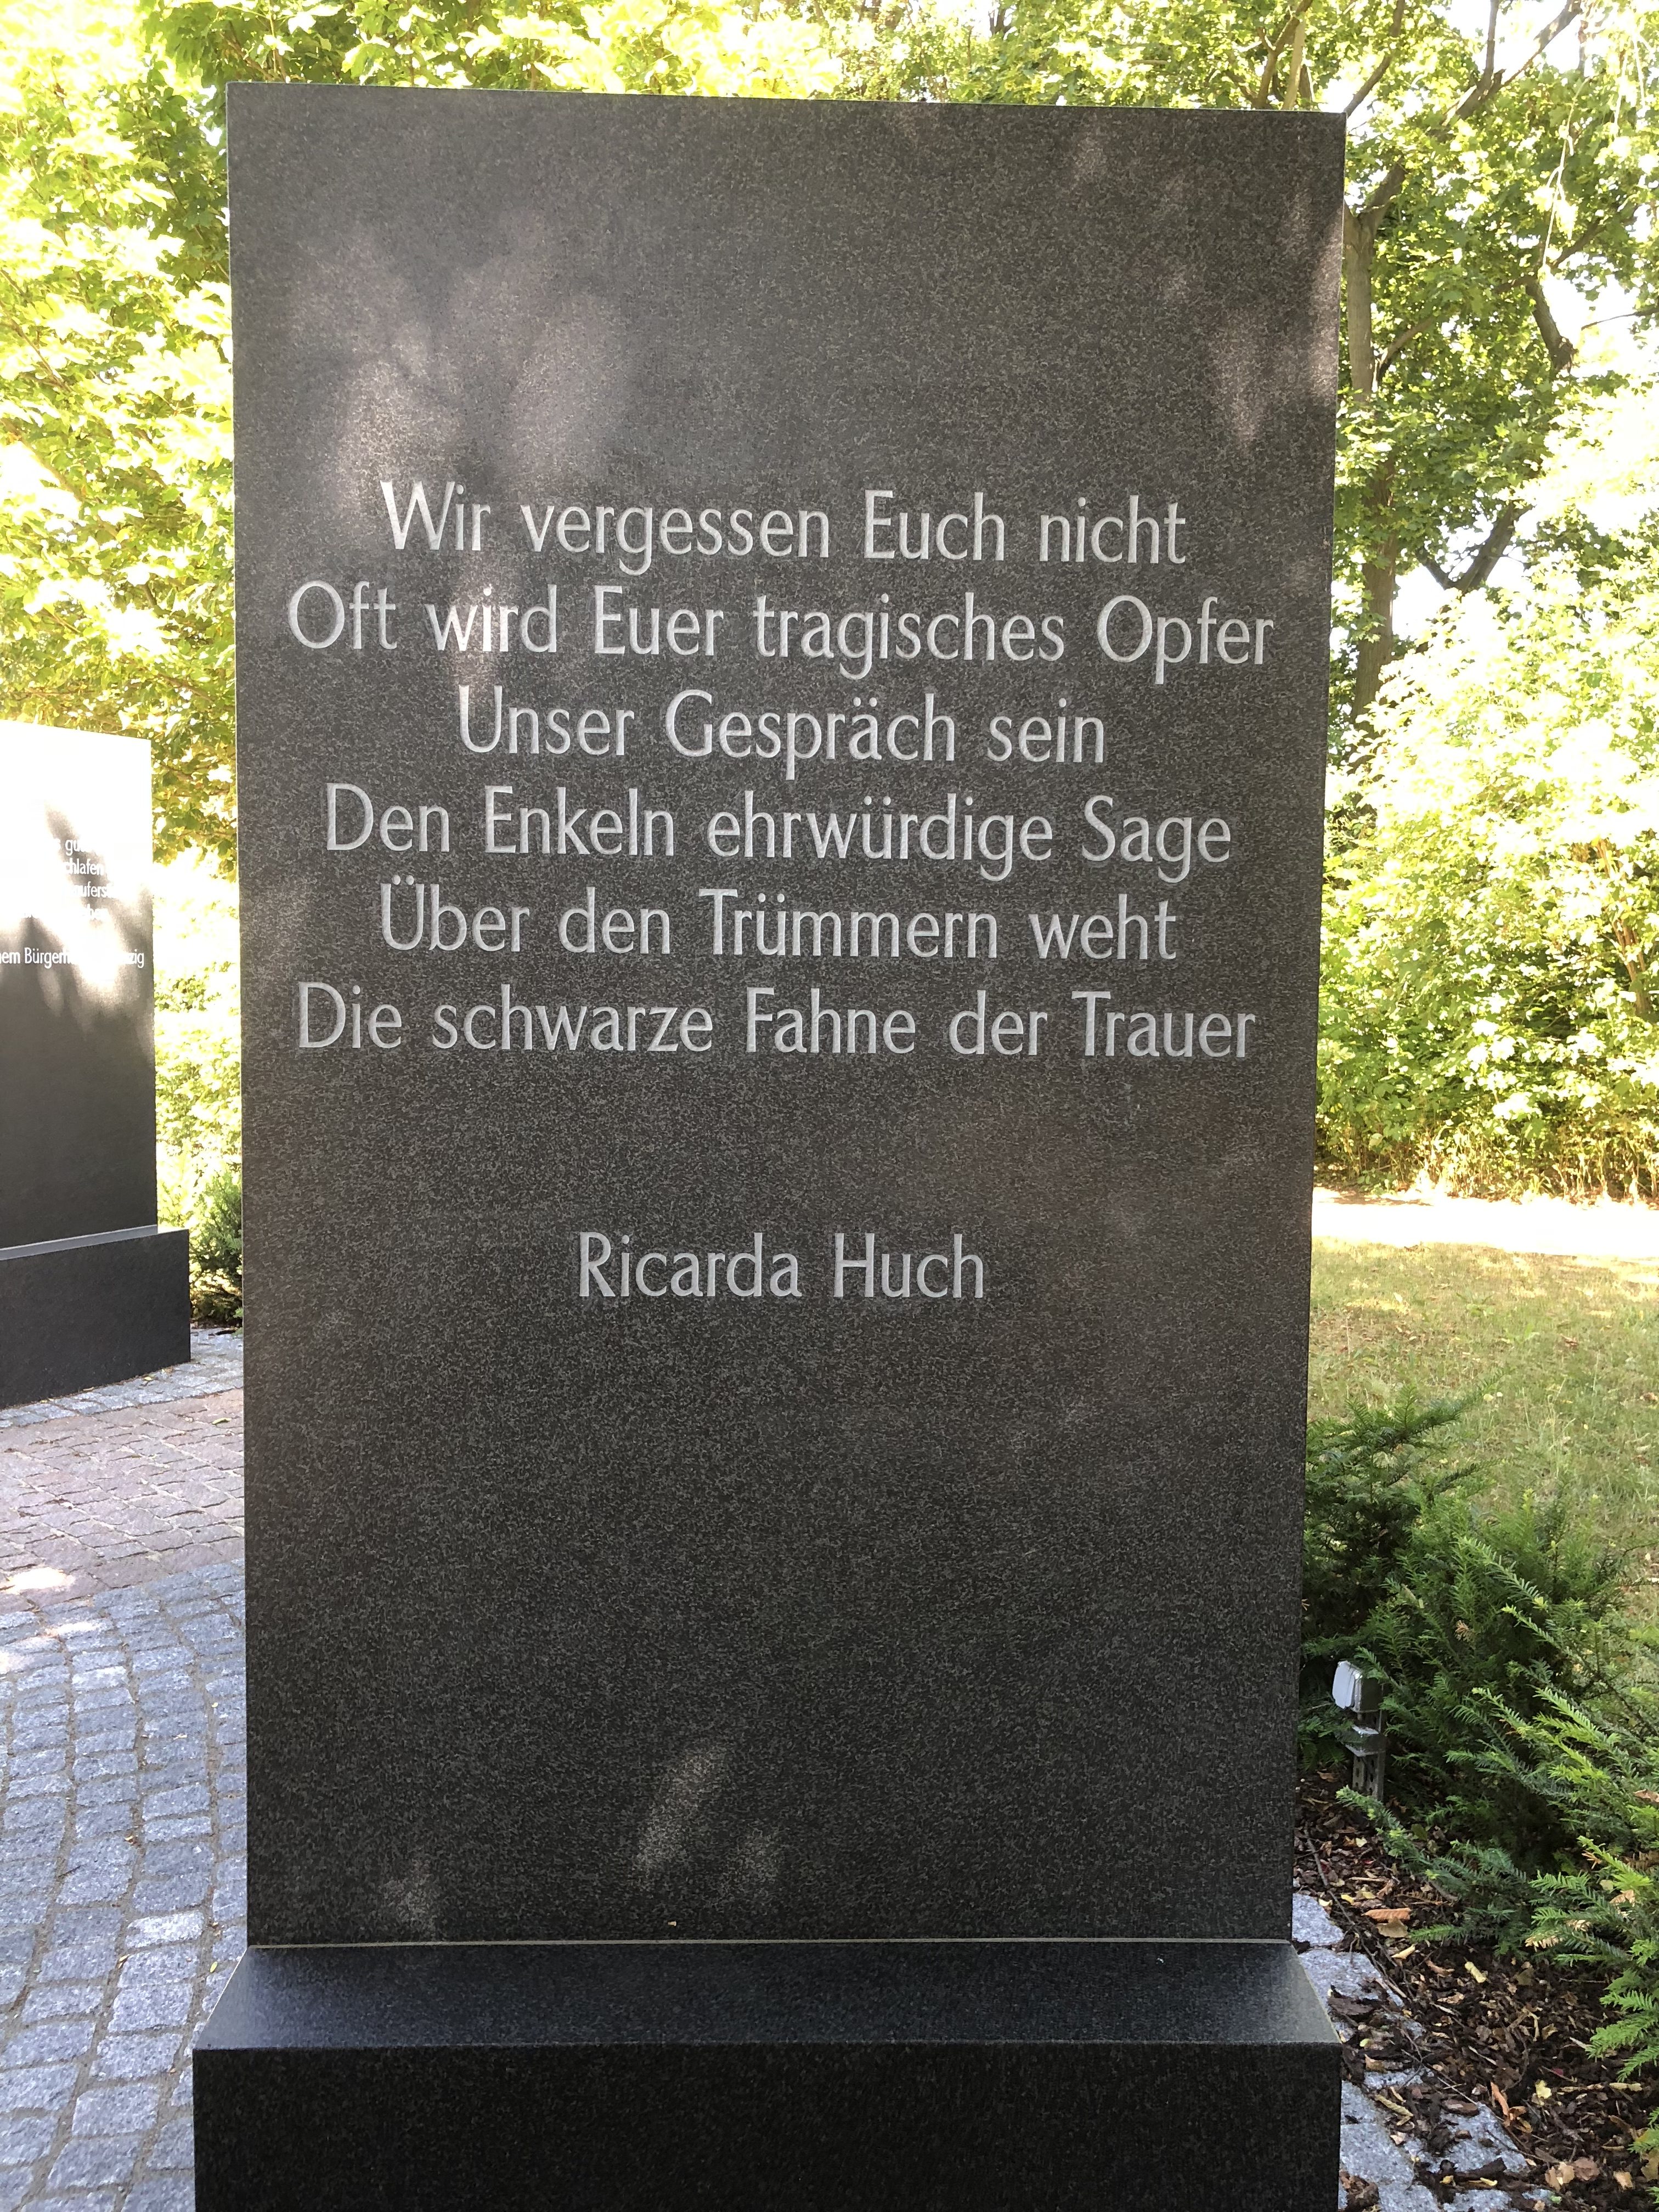 Wir vergessen Euch nicht
Oft wird Euer tragisches Opfer
Unser Gespräch sein
Den Enkeln ehrwürdige Sage
Über den Trümmern weht
Die schwarze Fahne der Trauer
Ricarda Huch